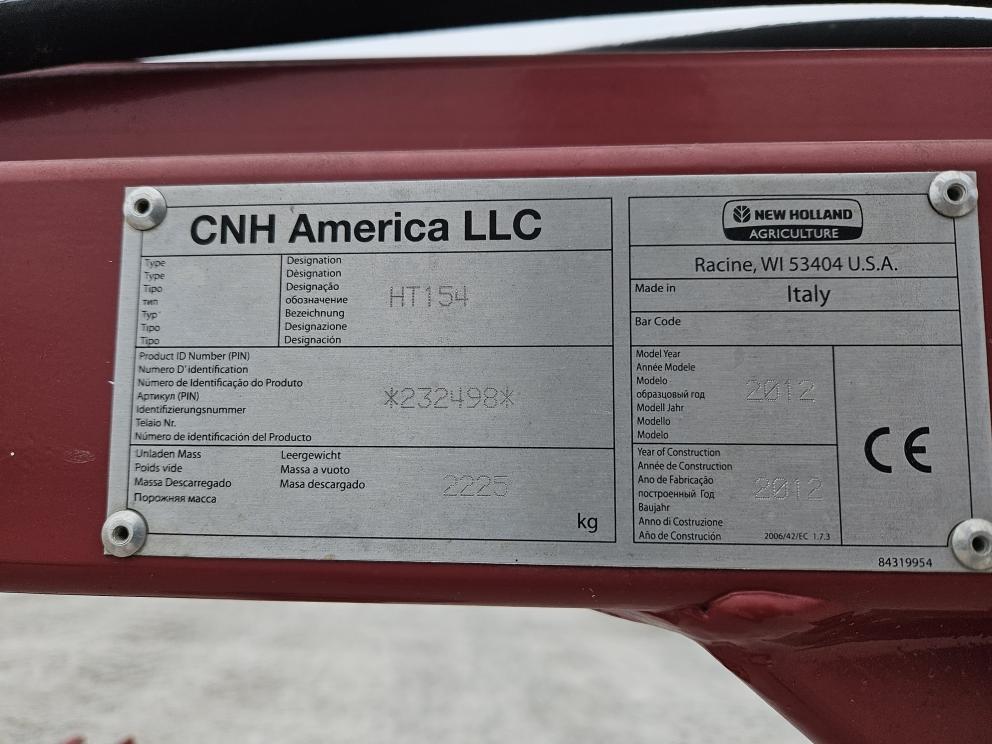 CNH America LLC
Type
Type
Tipo
тип
Typ
Tipo
Tipo
Designation
Dèsignation
Designação
обозначение
Bezeichnung
Designazione
Designación
HT154
Product ID Number (PIN)
Numero D'identification
Número de Identificação do Produto
Артикул (PIN)
Identifizierungsnummer
Telaio Nr.
Número de identificación del Producto
*232498*
Unladen Mass
Poids vide
Massa Descarregado
Порожняя масса
Leergewicht
Massa a vuoto
Masa descargado
2225
kg
NEW HOLLAND
AGRICULTURE
Racine, WI 53404 U.S.A.
Made in
Italy
Bar Code
Model Year
Année Modele
Modelo
образцовый год
Modell Jahr
Modello
Modelo
2012
Year of Construction
Année de Construction
Ano de Fabricação
построенный Год
Baujahr
Anno di Costruzione
Año de Construción
2012
2006/42/EC 1.7.3
CE
84319954